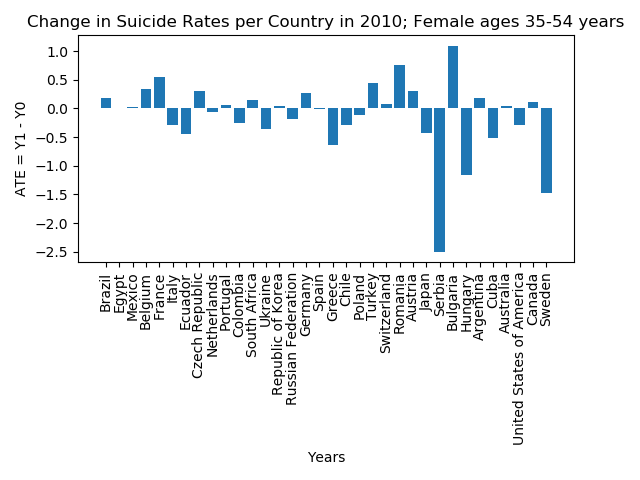 Change in Suicide Rates per Country in 2010; Female ages 35-54 years
ATE = Y1 - Y0
1.0
0.5
0.0
−0.5
−1.0
−1.5
−2.0
−2.5
Brazil
Egypt
Mexico
Belgium
France
Italy
Ecuador
Czech Republic
Netherlands
Portugal
Colombia
South Africa
Ukraine
Republic of Korea
Russian Federation
Germany
Spain
Greece
Chile
Poland
Turkey
Switzerland
Romania
Austria
Japan
Serbia
Bulgaria
Hungary
Argentina
Cuba
Australia
United States of America
Canada
Sweden
Years